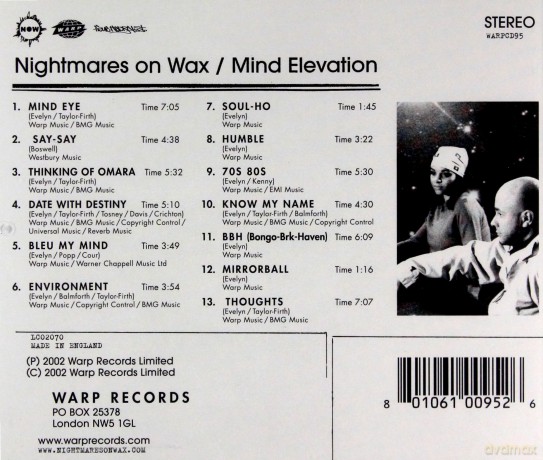 NOW
WARP
STEREO
WARPCD95
Nightmares on Wax / Mind Elevation
1. MIND EYE Time 7:05
(Evelyn / Taylor-Firth)
Warp Music / BMG Music
2. SAY-SAY Time 4:38
(Boswell)
Westbury Music
3. THINKING OF OMARA Time 5:32
(Evelyn / Taylor-Firth)
Warp Music / BMG Music
4. DATE WITH DESTINY Time 5:10
(Evelyn / Taylor-Firth / Tosney / Davis / Crichton)
Warp Music / BMG Music / Copyright Control /
Universal Music / Reverb Music
5. BLEU MY MIND Time 3:49
(Evelyn / Popp / Cour)
Warp Music / Warner Chappell Music Ltd
6. ENVIRONMENT Time 3:54
(Evelyn / Balmforth / Taylor-Firth)
Warp Music / Copyright Control / BMG Music
7. SOUL-HO Time 1:45
(Evelyn)
Warp Music
8. HUMBLE Time 3:22
(Evelyn)
Warp Music
9. 70S 80S Time 5:30
(Evelyn / Kenny)
Warp Music / EMI Music
10. KNOW MY NAME Time 4:30
(Evelyn / Taylor-Firth / Balmforth)
Warp Music / BMG Music / Copyright Control
11. BBH (Bongo-Brk-Haven) Time 6:09
(Evelyn)
Warp Music
12. MIRRORBALL Time 1:16
(Evelyn)
Warp Music
13. THOUGHTS Time 7:07
(Evelyn / Taylor-Firth)
Warp Music / BMG Music
LC02070
MADE IN ENGLAND
(P) 2002 Warp Records Limited
(C) 2002 Warp Records Limited
WARP RECORDS
PO BOX 25378
London NW5 1GL
www.warprecords.com
WWW.NIGHTMARESONWAX.COM
8 01061 00952 6
dvdmax